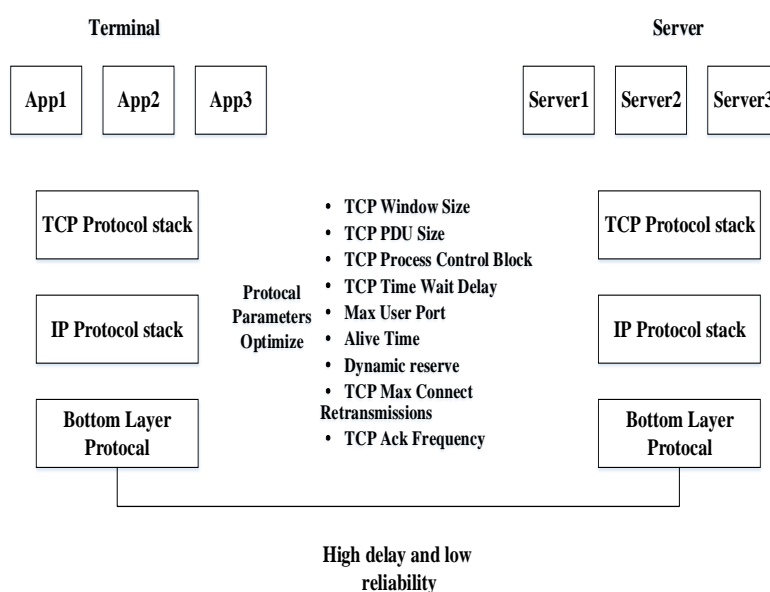 Terminal
Server
App1
App2
App3
Server1
Server2
Server3
TCP Protocol stack
TCP Protocol stack
IP Protocol stack
IP Protocol stack
Bottom Layer
Protocal
Bottom Layer
Protocal
Protocal
Parameters
Optimize
• TCP Window Size
• TCP PDU Size
• TCP Process Control Block
• TCP Time Wait Delay
• Max User Port
• Alive Time
• Dynamic reserve
• TCP Max Connect
Retransmissions
• TCP Ack Frequency
High delay and low
reliability